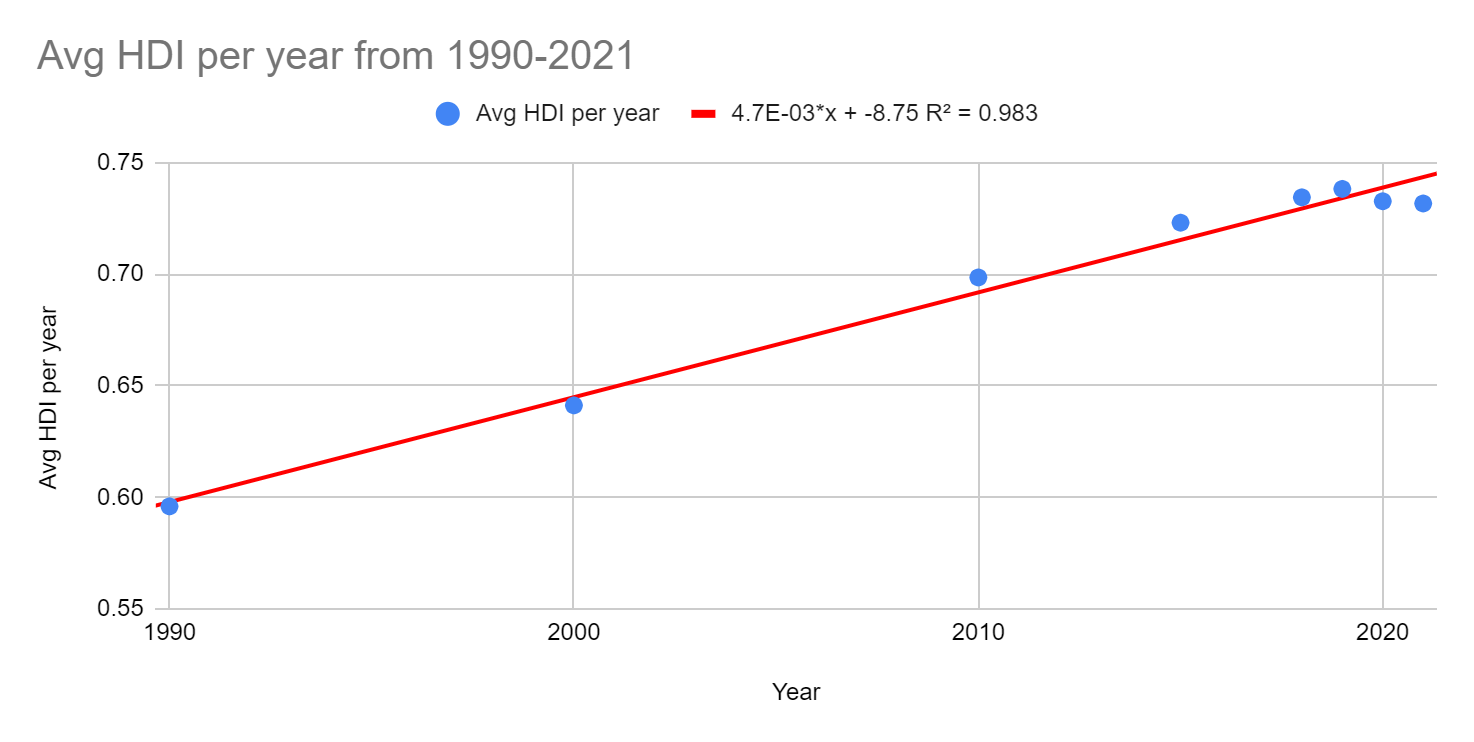 Avg HDI per year from 1990-2021
Avg HDI per year
4.7E-03*x + -8.75 R² = 0.983
0.75
0.70
0.65
0.60
0.55
Avg HDI per year
1990
2000
2010
2020
Year